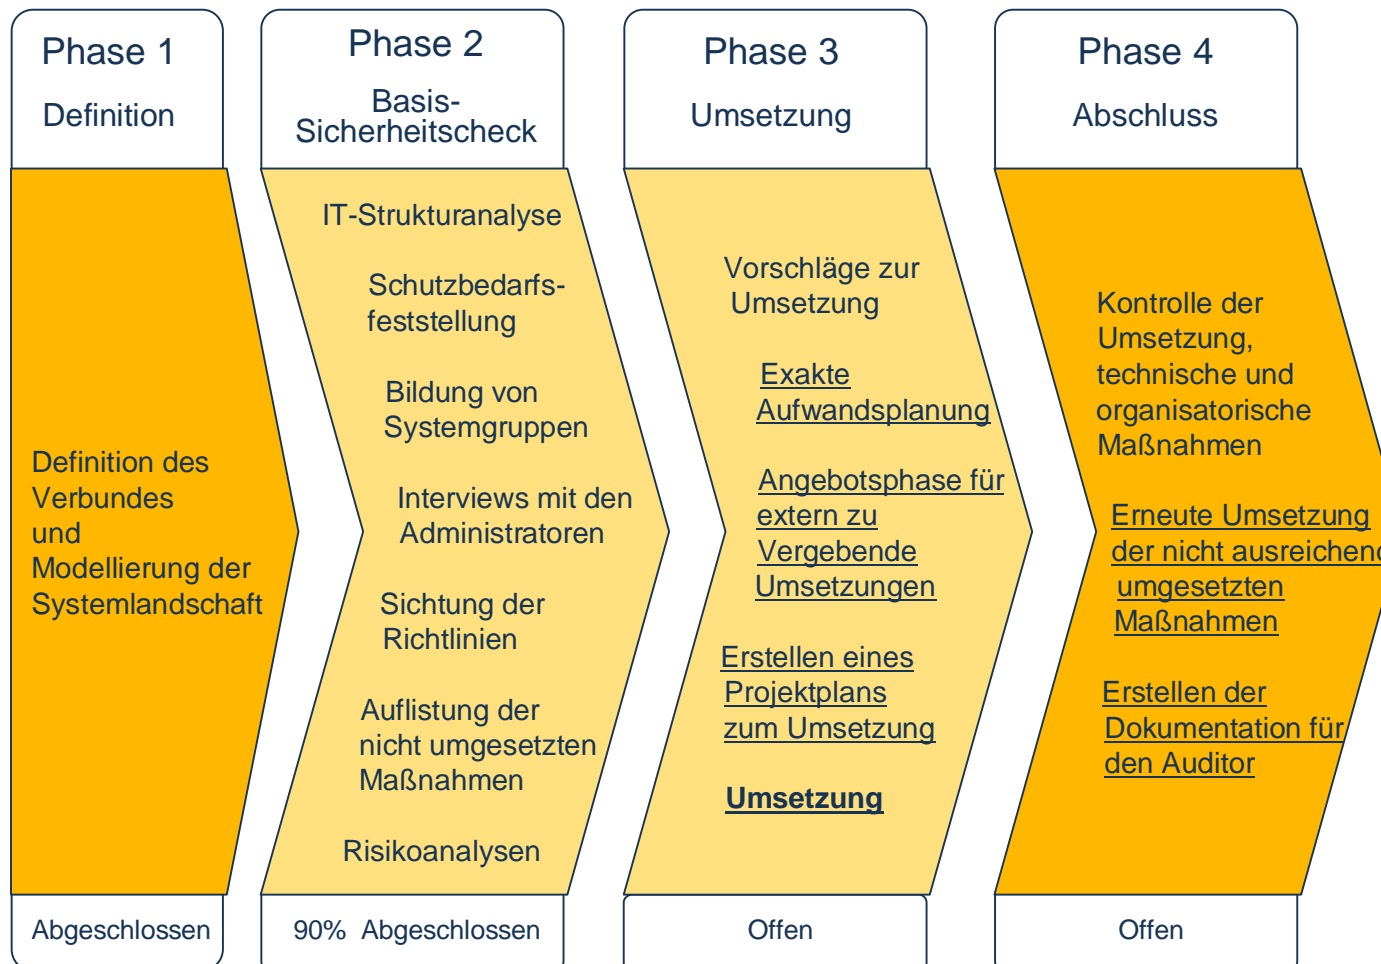 Phase 1
Definition
Definition des
Verbundes
und
Modellierung der
Systemlandschaft
Abgeschlossen
Phase 2
Basis-
Sicherheitscheck
IT-Strukturanalyse
Schutzbedarfs-
feststellung
Bildung von
Systemgruppen
Interviews mit den
Administratoren
Sichtung der
Richtlinien
Auflistung der
nicht umgesetzten
Maßnahmen
Risikoanalysen
90% Abgeschlossen
Phase 3
Umsetzung
Vorschläge zur
Umsetzung
Exakte
Aufwandsplanung
Angebotsphase für
extern zu
Vergebende
Umsetzungen
Erstellen eines
Projektplans
zum Umsetzung
Umsetzung
Offen
Phase 4
Abschluss
Kontrolle der
Umsetzung,
technische und
organisatorische
Maßnahmen
Erneute Umsetzung
der nicht ausreichend
umgesetzten
Maßnahmen
Erstellen der
Dokumentation für
den Auditor
Offen